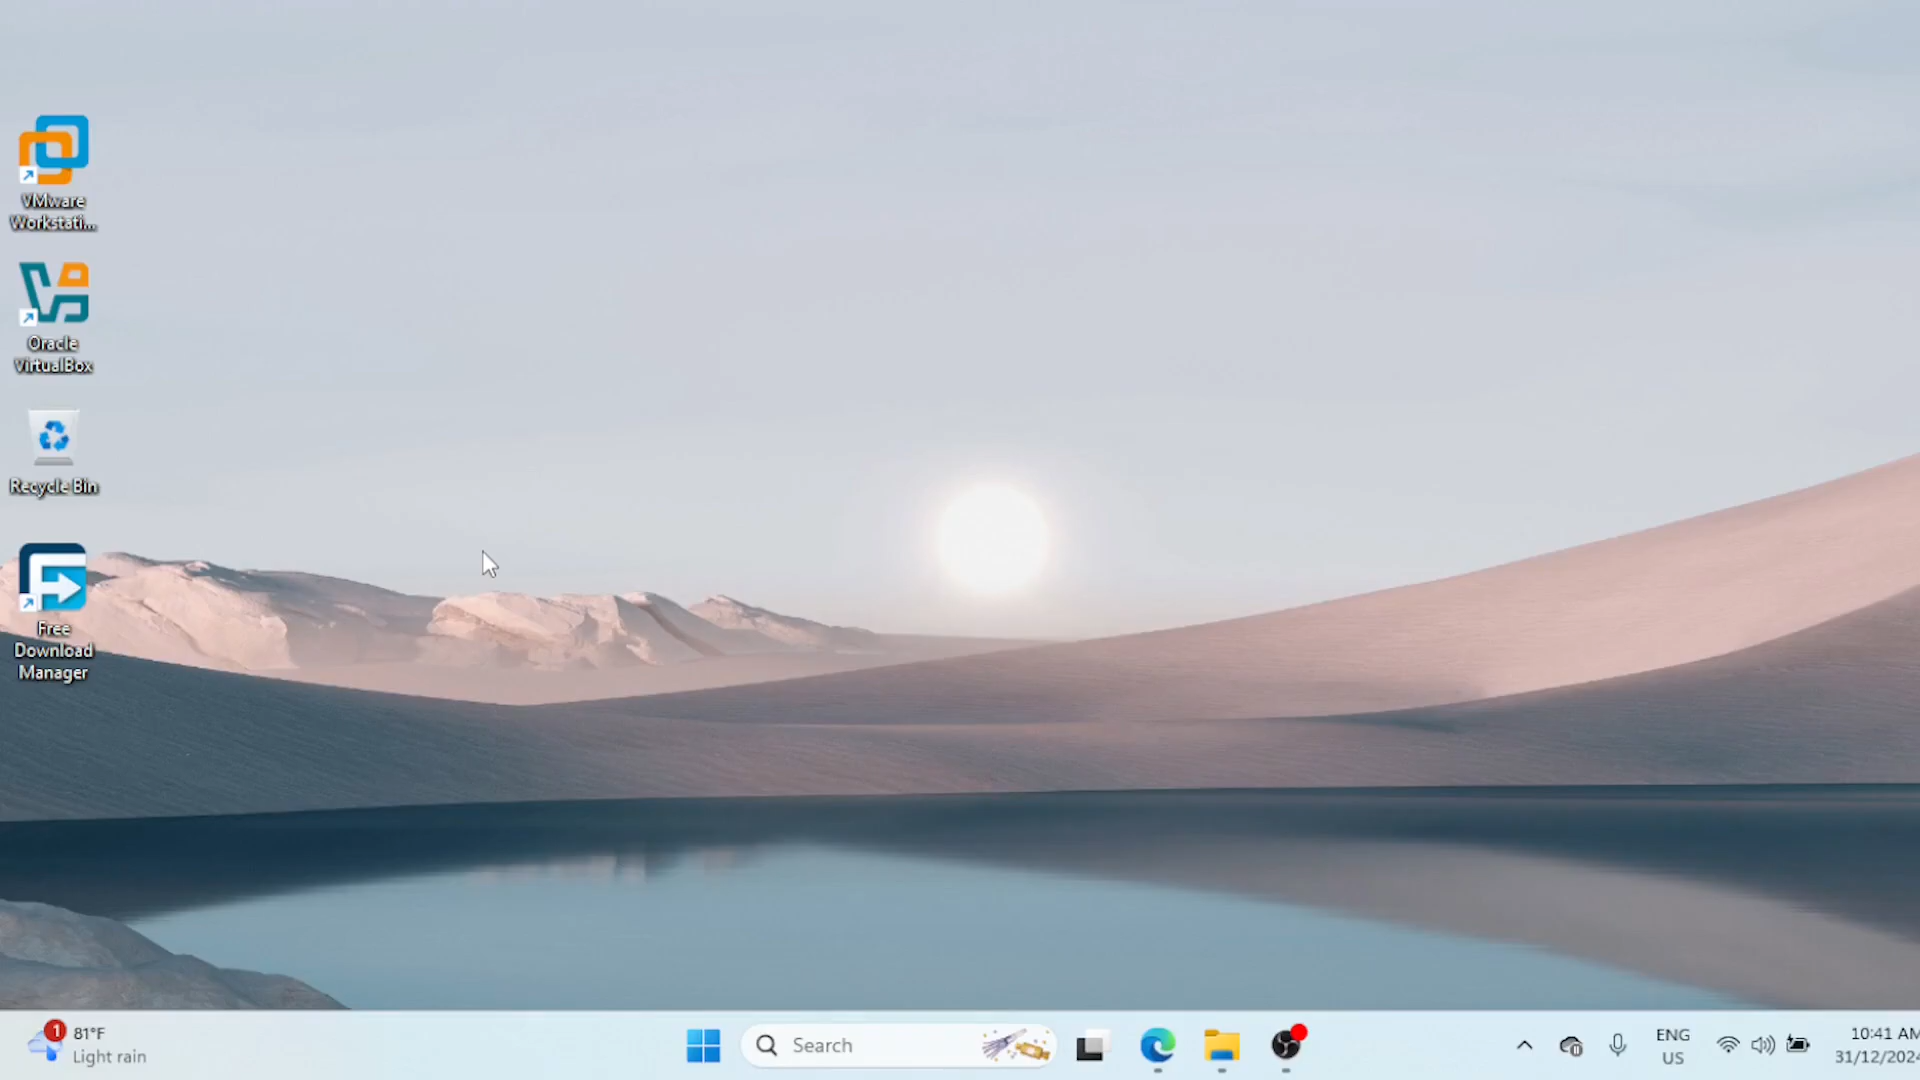 VMware
Workstati...
Oracle
VirtualBox
Recycle Bin
Free
Download
Manager
1
81°F
Light rain
Search
ENG
US
10:41 AM
31/12/2024